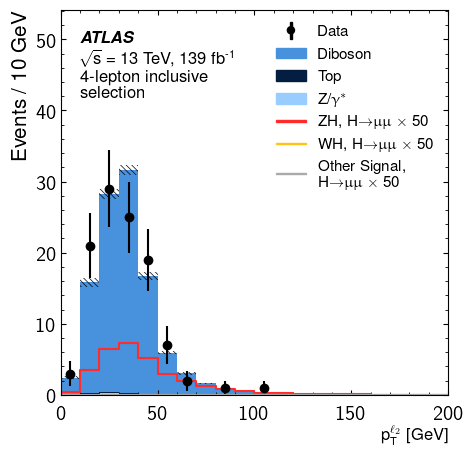 Events / 10 GeV
50
40
30
20
10
0
ATLAS
√s = 13 TeV, 139 fb⁻¹
4-lepton inclusive
selection
Data
Diboson
Top
Z/γ*
ZH, H→μμ × 50
WH, H→μμ × 50
Other Signal,
H→μμ × 50
0 50 100 150 200
p_T^ℓ₂ [GeV]